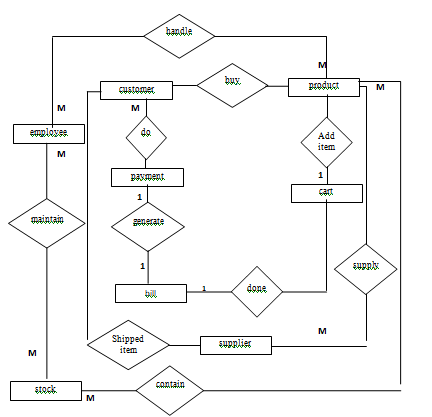 handle
M
customer
buy
product
M
M
M
employee
do
Add
item
M
payment
1
cart
1
maintain
generate
1
supply
bill
1
done
Shipped
item
supplier
M
M
stock
M
contain